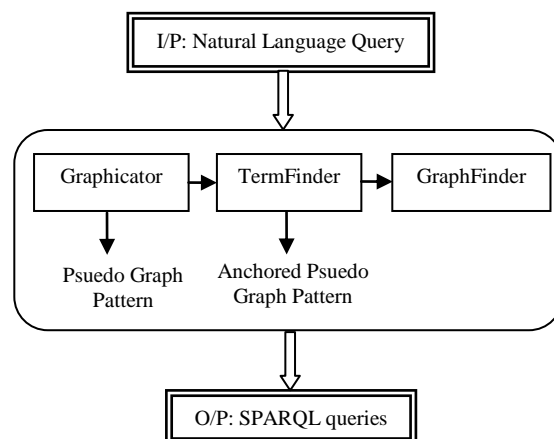 I/P: Natural Language Query
Graphicator
TermFinder
GraphFinder
Psuedo Graph
Pattern
Anchored Psuedo
Graph Pattern
O/P: SPARQL queries